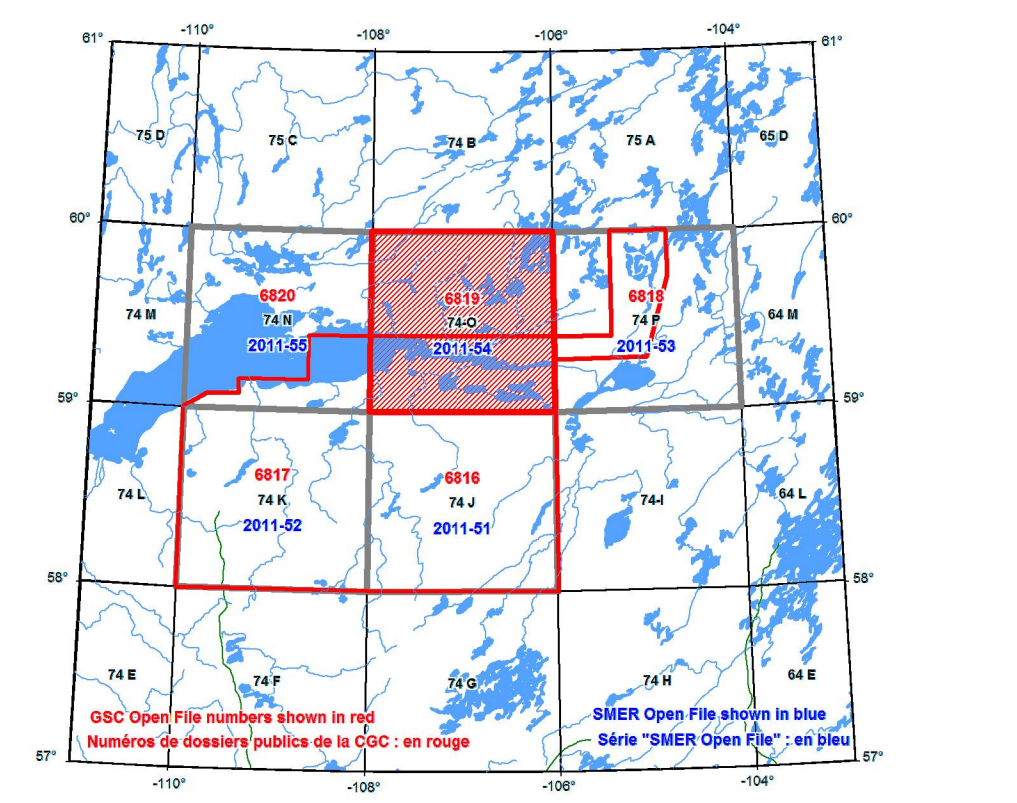 -110°
-108°
-106°
-104°
61°
61°
75 D
75 C
74 B
75 A
65 D
60°
60°
6820
6819
6818
74 M
74 N
74-O
74 P
64 M
2011-55
2011-54
2011-53
59°
59°
6817
6816
74 L
74 K
74 J
74-I
64 L
2011-52
2011-51
58°
58°
74 E
74 F
74 G
74 H
64 E
GSC Open File numbers shown in red
Numéros de dossiers publics de la CGC : en rouge
SMER Open File shown in blue
Série "SMER Open File" : en bleu
57°
57°
-110°
-108°
-106°
-104°